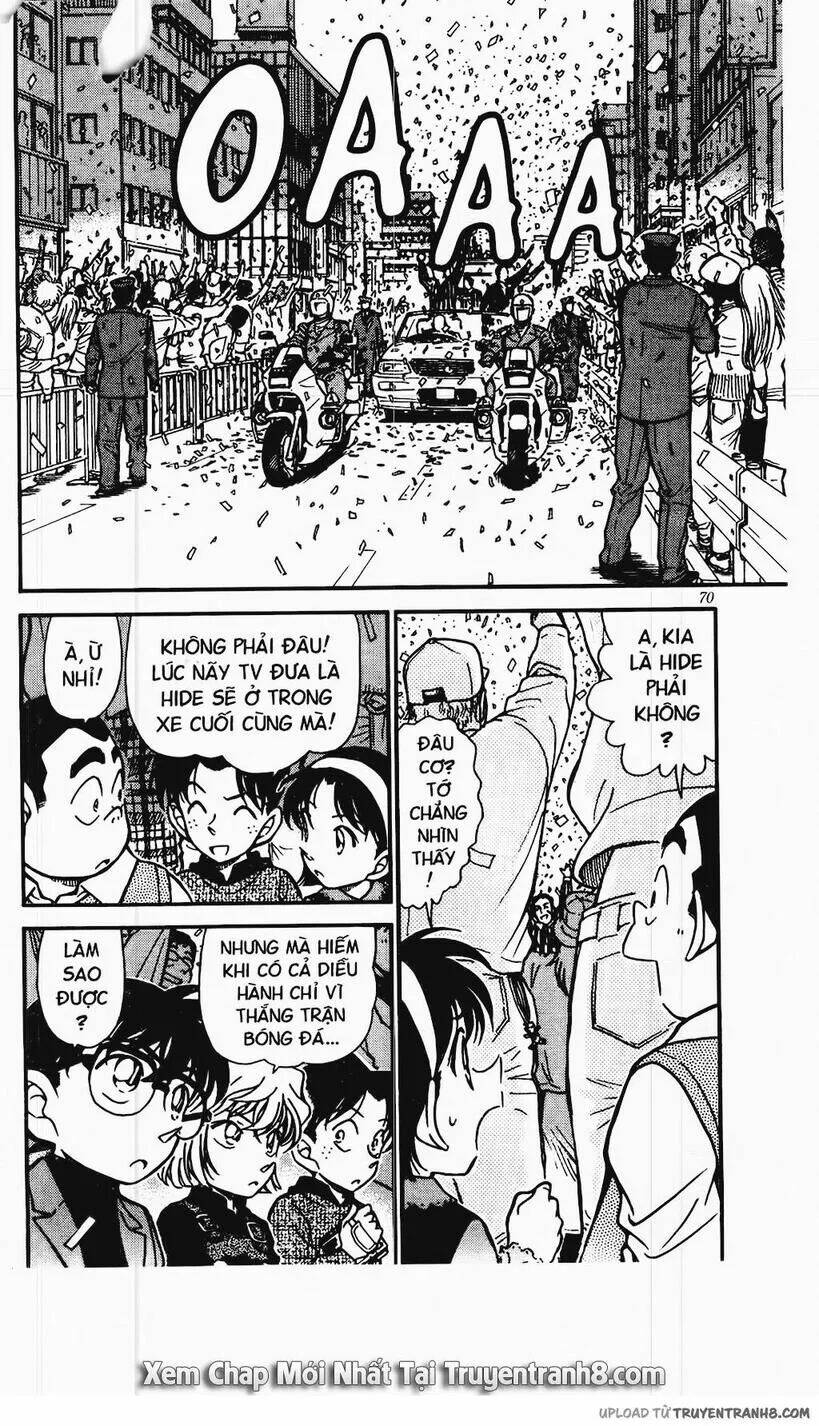 OAAA
70
A, KIA
LÀ HIDE
PHẢI
KHÔNG
?
ĐÂU
CƠ?
TỚ
CHẲNG
NHÌN
THẤY
!
KHÔNG PHẢI ĐÂU!
LÚC NÃY TV ĐƯA LÀ
HIDE SẼ Ở TRONG
XE CUỐI CÙNG MÀ!
À, Ừ
NHỈ!
NHƯNG MÀ HIẾM
KHI CÓ CẢ DIỄU
HÀNH CHỈ VÌ
THẮNG TRẬN
BÓNG ĐÁ...
LÀM
SAO
ĐƯỢC
?
Xem Chap Mới Nhất Tại Truyentranh8.com
UPLOAD TỪ TRUYENTRANH8.COM